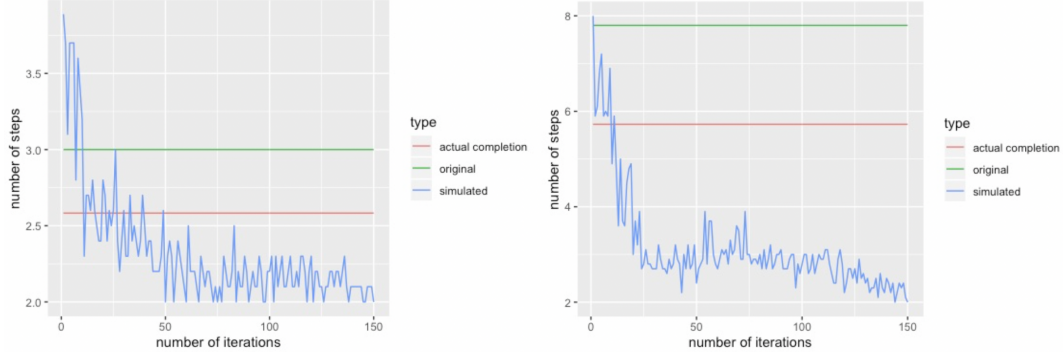 3.5
3.0
2.5
2.0
0
50
100
150
number of steps
number of iterations
type
actual completion
original
simulated
8
6
4
2
0
50
100
150
number of steps
number of iterations
type
actual completion
original
simulated